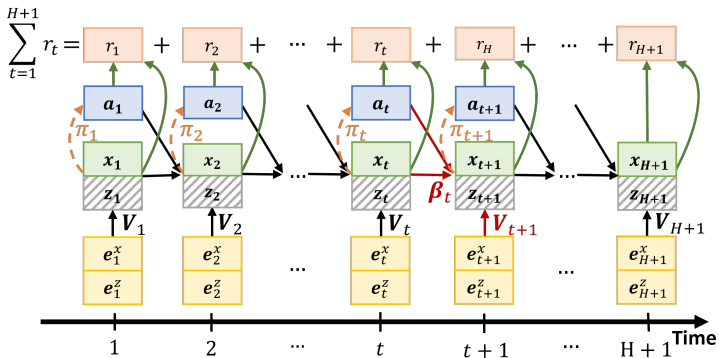 H+1
∑ r_t = r_1 + r_2 + ... + r_t + r_H + ... + r_{H+1}
t=1
a_1 a_2 a_t a_{t+1}
π_1 π_2 π_t π_{t+1}
x_1 x_2 ... ... x_t x_{t+1} ... x_{H+1}
z_1 z_2 z_t β_t z_{t+1} z_{H+1}
V_1 V_2 V_t V_{t+1} V_{H+1}
e_1^x e_2^x ... e_t^x e_{t+1}^x ... e_{H+1}^x
e_1^z e_2^z e_t^z e_{t+1}^z e_{H+1}^z
Time
1 2 ... t t + 1 ... H + 1